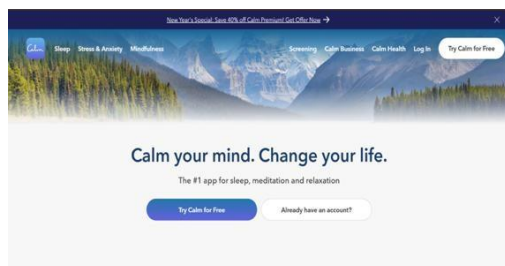 New Year's Special: Save 40% off Calm Premium! Get Offer Now → X
Calm Sleep Stress & Anxiety Mindfulness Screening Calm Business Calm Health Log In Try Calm for Free
Calm your mind. Change your life.
The #1 app for sleep, meditation and relaxation
Try Calm for Free Already have an account?